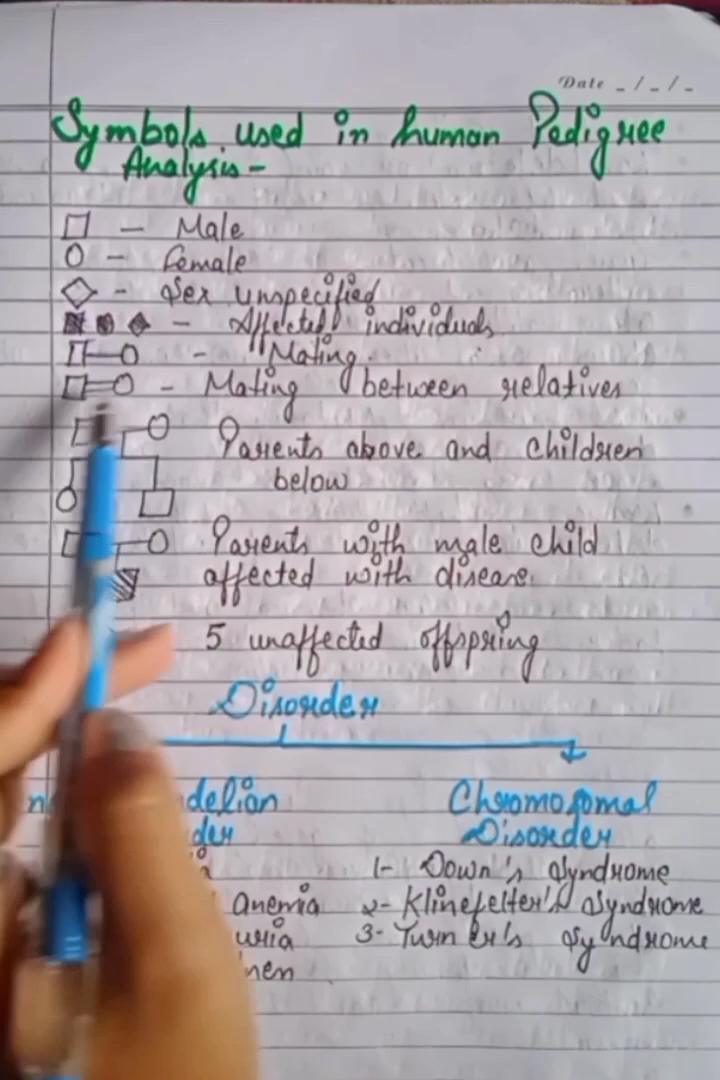 Date _/_/_
Symbols used in human Pedigree
Analysis -
- Male
- Female
- Sex unspecified
- Affected individuals
- Mating
- Mating between relatives
Parents above and children
below
Parents with male child
affected with disease.
5 unaffected offspring
Disorder
delian
der
Chromosomal
Disorder
1- Down's Syndrome
anemia
2- Klinefelter's Syndrome
uria
3- Turner's Syndrome